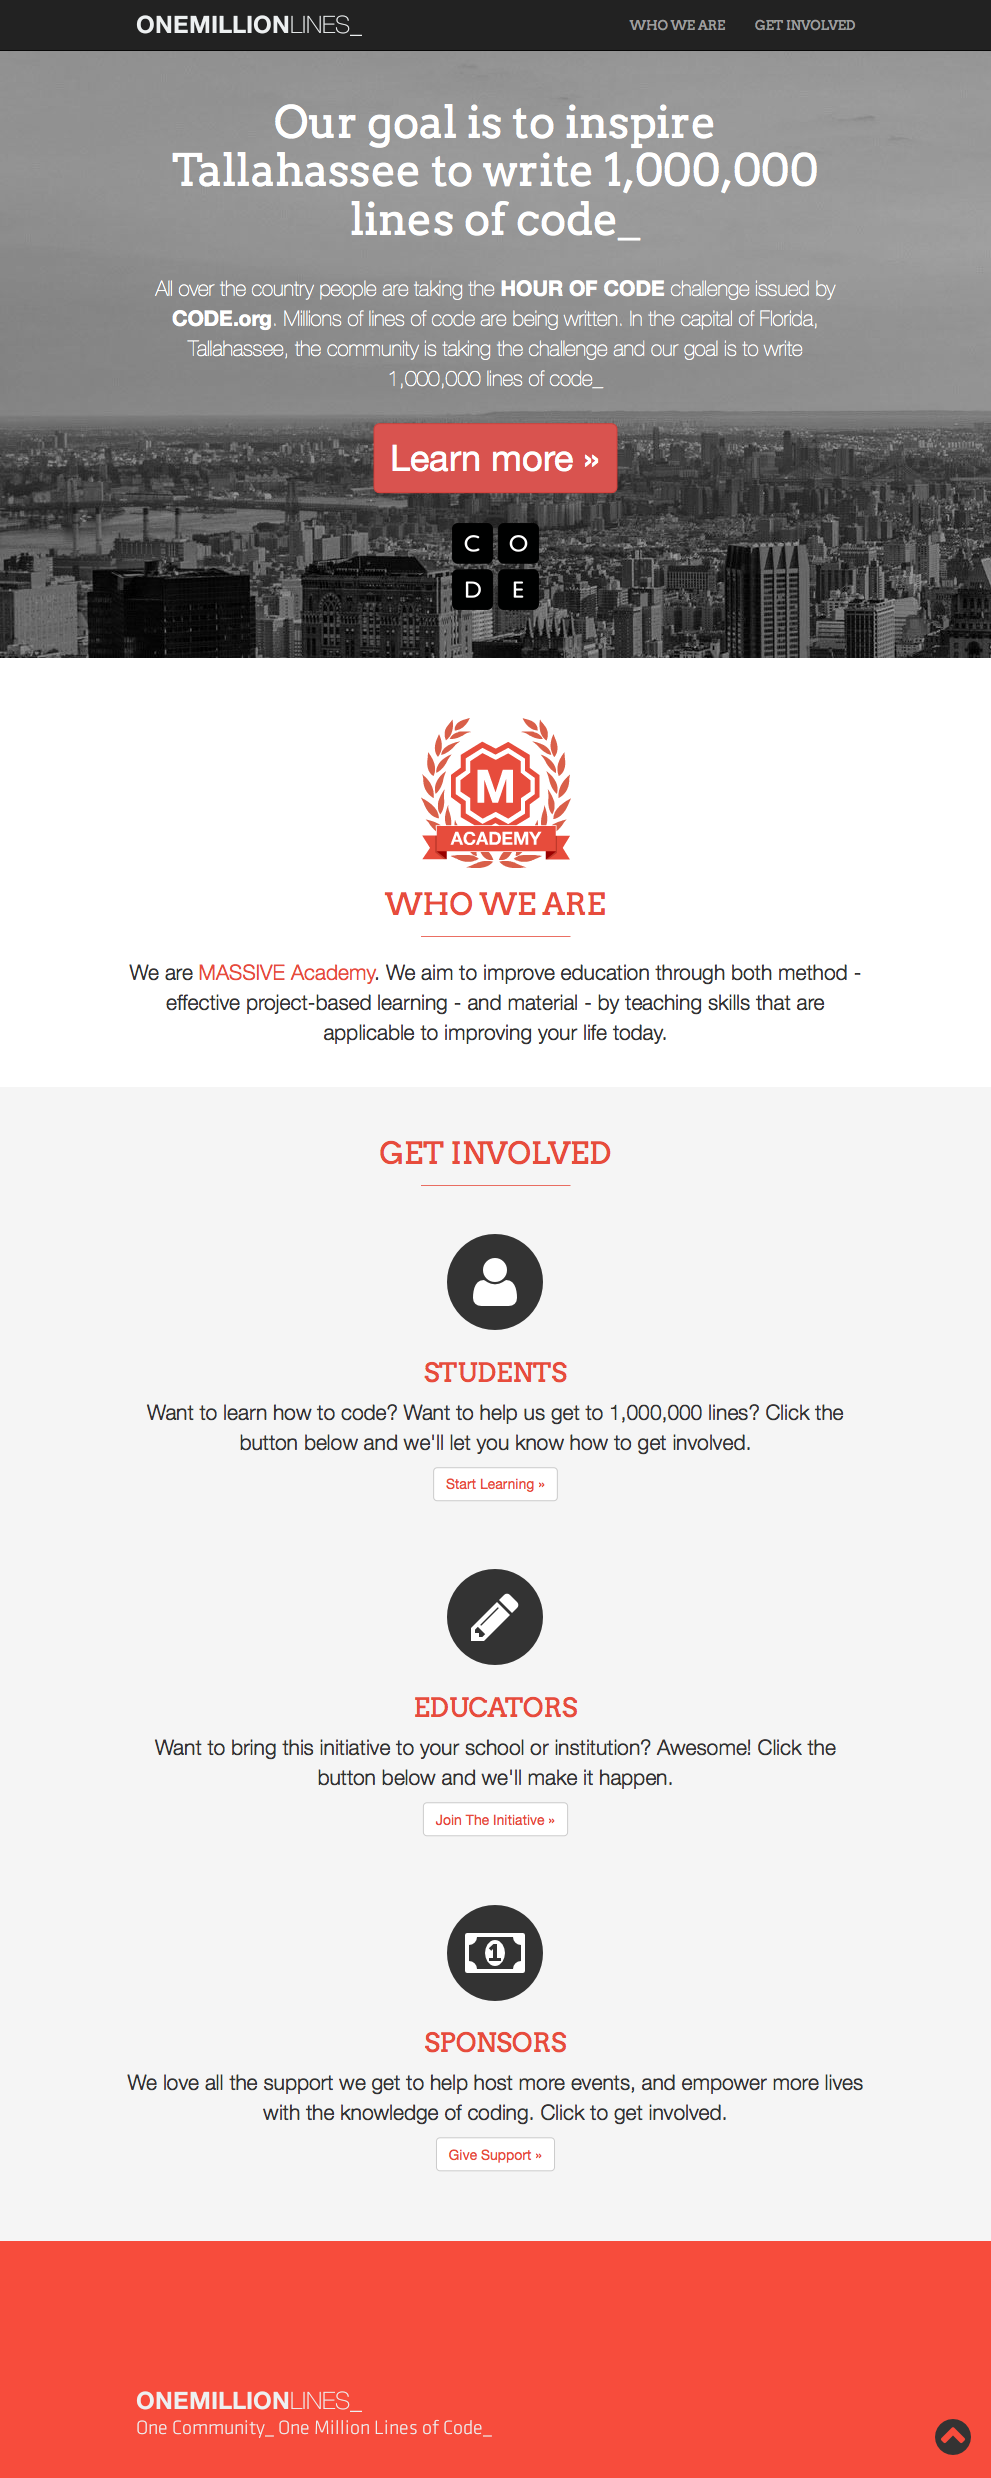 ONEMILLIONLINES_
WHO WE ARE
GET INVOLVED
Our goal is to inspire
Tallahassee to write 1,000,000
lines of code_
All over the country people are taking the HOUR OF CODE challenge issued by
CODE.org. Millions of lines of code are being written. In the capital of Florida,
Tallahassee, the community is taking the challenge and our goal is to write
1,000,000 lines of code_
Learn more »
C O
D E
M
ACADEMY
WHO WE ARE
We are MASSIVE Academy. We aim to improve education through both method -
effective project-based learning - and material - by teaching skills that are
applicable to improving your life today.
GET INVOLVED
STUDENTS
Want to learn how to code? Want to help us get to 1,000,000 lines? Click the
button below and we'll let you know how to get involved.
Start Learning »
EDUCATORS
Want to bring this initiative to your school or institution? Awesome! Click the
button below and we'll make it happen.
Join The Initiative »
1
SPONSORS
We love all the support we get to help host more events, and empower more lives
with the knowledge of coding. Click to get involved.
Give Support »
ONEMILLIONLINES_
One Community_ One Million Lines of Code_